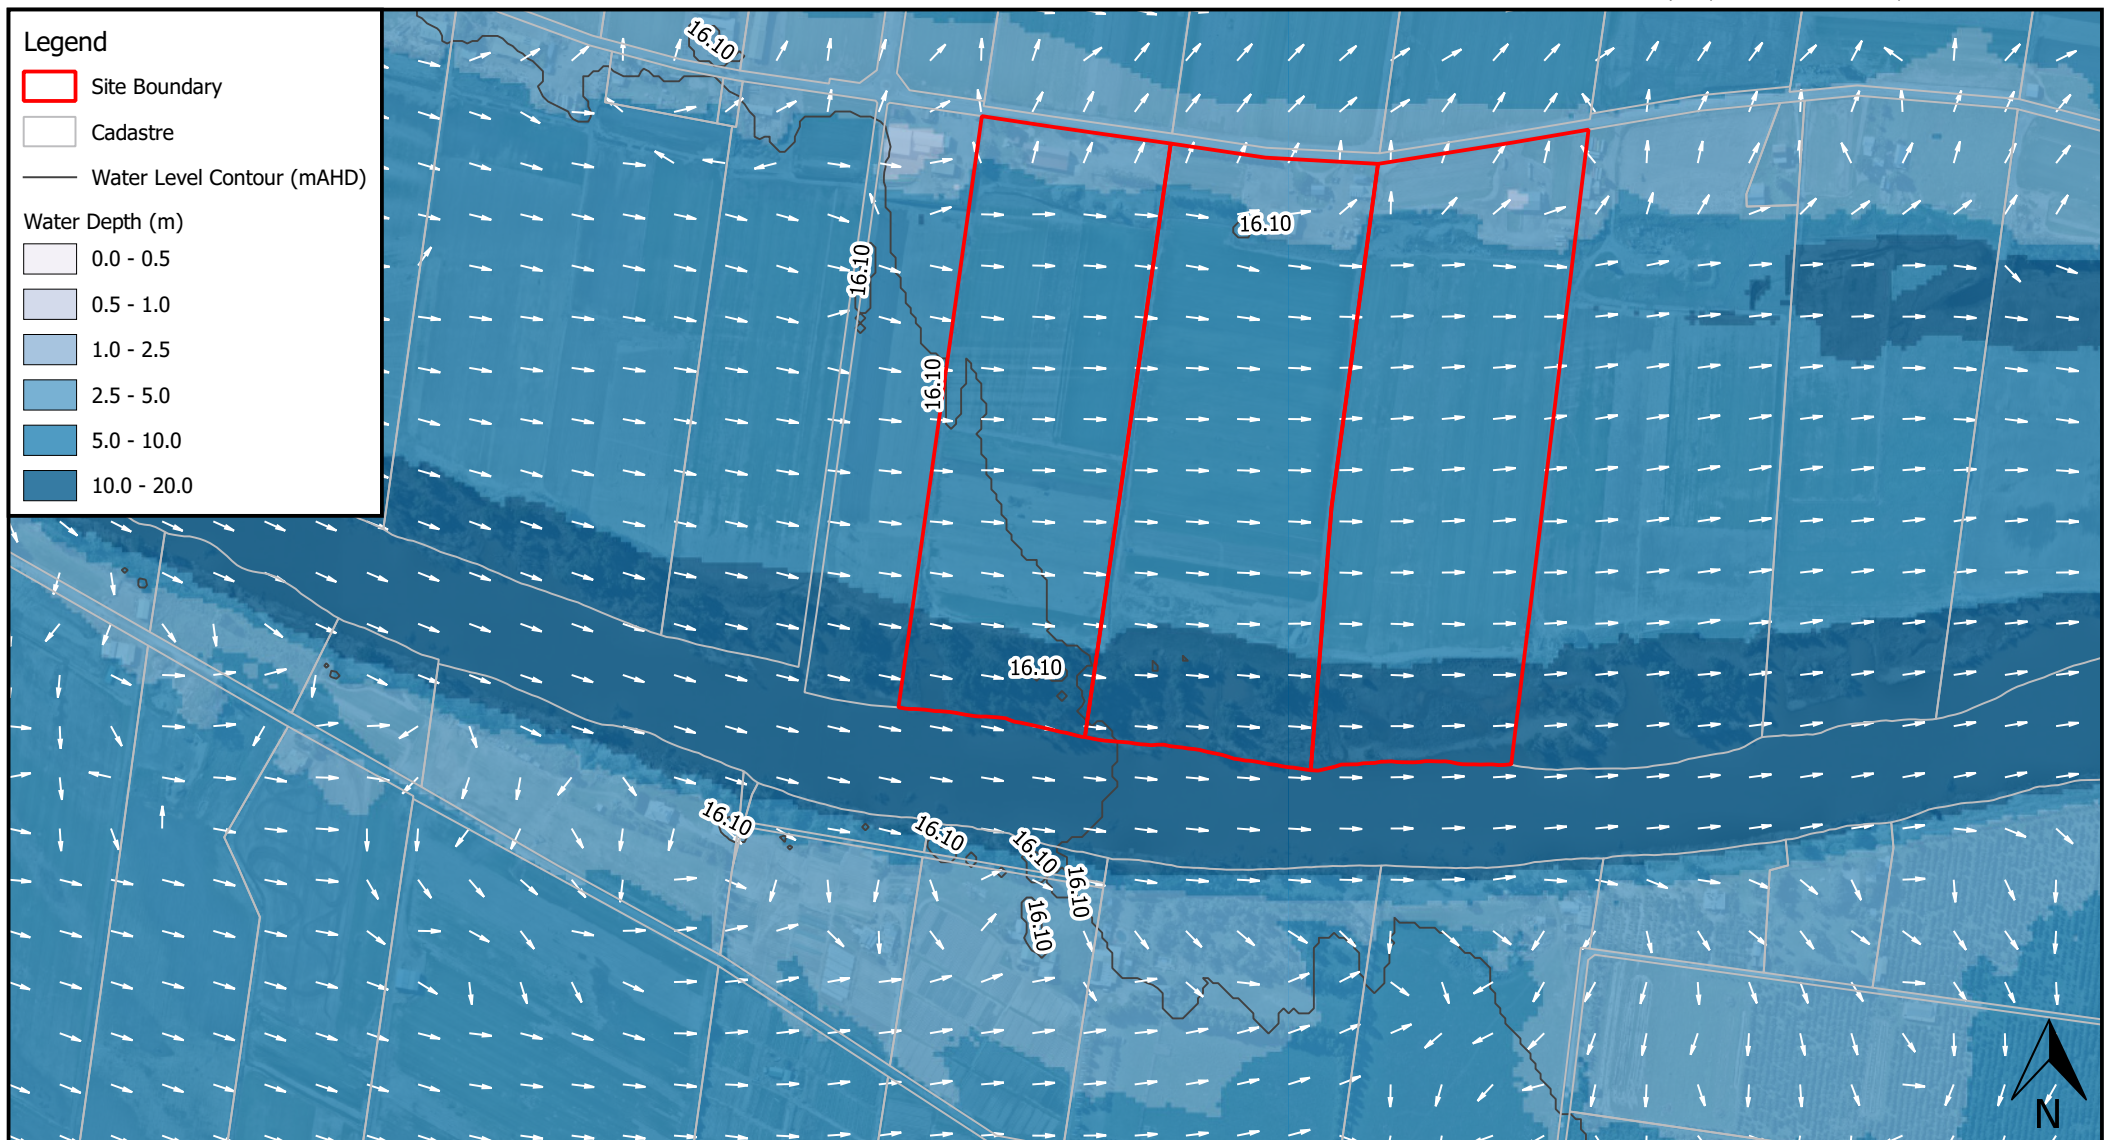 Legend
Site Boundary
Cadastre
Water Level Contour (mAHD)
Water Depth (m)
0.0 - 0.5
0.5 - 1.0
1.0 - 2.5
2.5 - 5.0
5.0 - 10.0
10.0 - 20.0
16.10
16.10
16.10
16.10
16.10
16.10
16.10
16.10
16.10
16.10
N